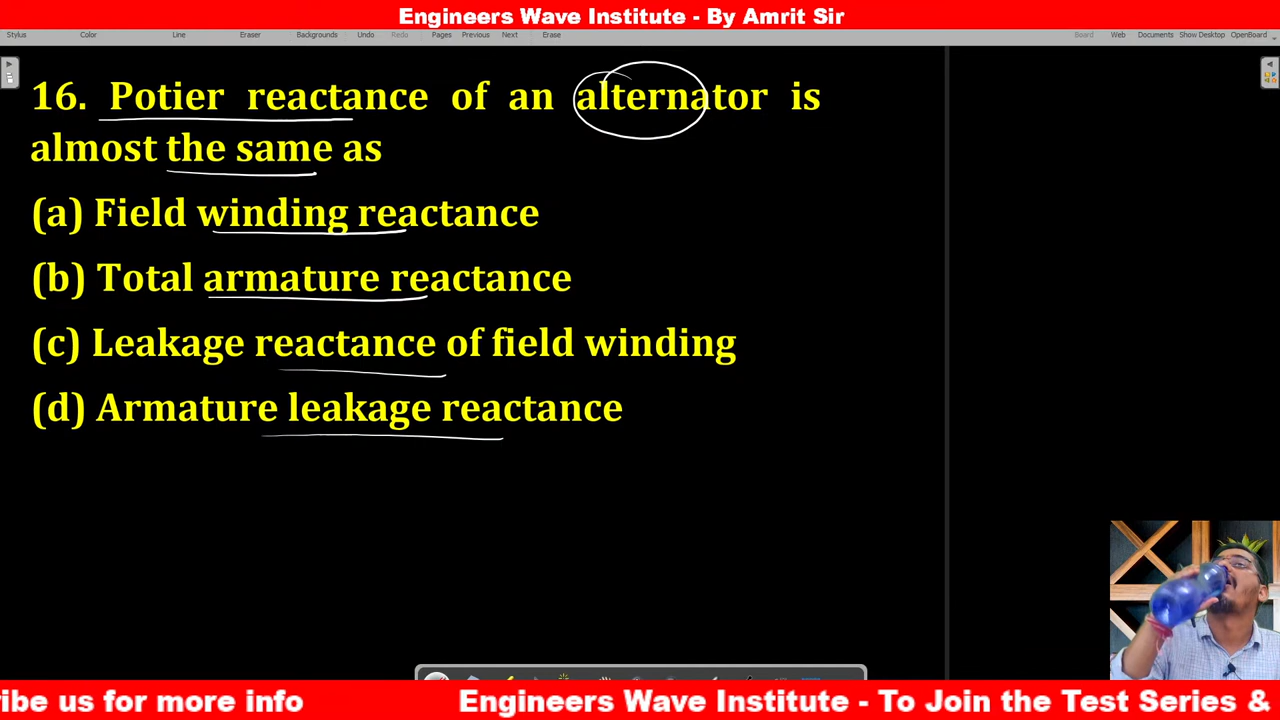 Engineers Wave Institute - By Amrit Sir
Stylus Color Line Eraser Backgrounds Undo Redo Pages Previous Next Erase Board Web Documents Show Desktop OpenBoard
16. Potier reactance of an alternator is
almost the same as
(a) Field winding reactance
(b) Total armature reactance
(c) Leakage reactance of field winding
(d) Armature leakage reactance
ribe us for more info Engineers Wave Institute - To Join the Test Series &